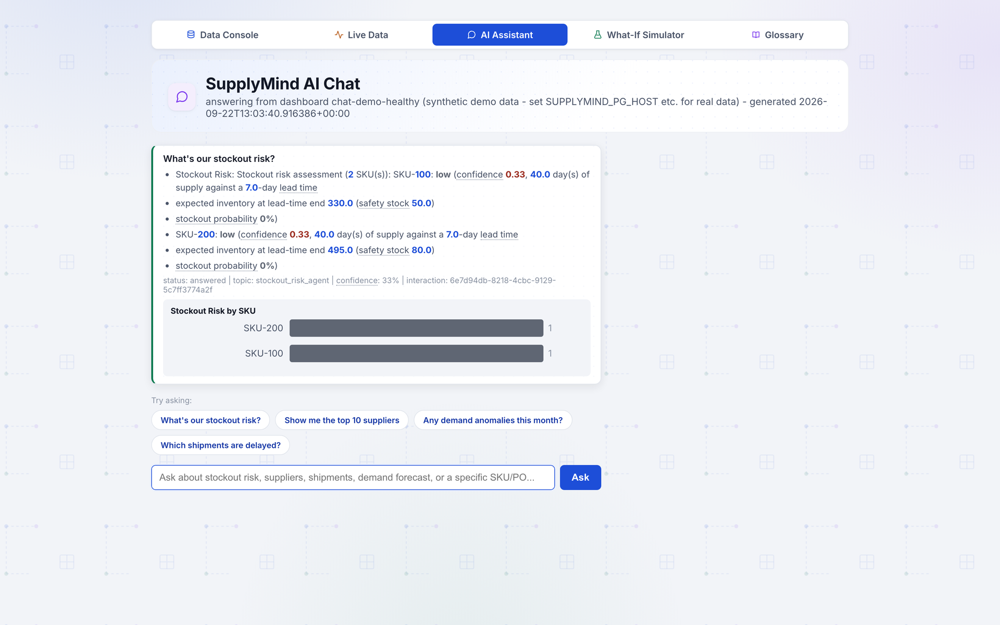 Data Console
Live Data
AI Assistant
What-If Simulator
Glossary
SupplyMind AI Chat
answering from dashboard chat-demo-healthy (synthetic demo data - set SUPPLYMIND_PG_HOST etc. for real data) - generated 2026-
09-22T13:03:40.916386+00:00
What's our stockout risk?
• Stockout Risk: Stockout risk assessment (2 SKU(s)): SKU-100: low (confidence 0.33, 40.0 day(s) of
supply against a 7.0-day lead time
• expected inventory at lead-time end 330.0 (safety stock 50.0)
• stockout probability 0%)
• SKU-200: low (confidence 0.33, 40.0 day(s) of supply against a 7.0-day lead time
• expected inventory at lead-time end 495.0 (safety stock 80.0)
• stockout probability 0%)
status: answered | topic: stockout_risk_agent | confidence: 33% | interaction: 6e7d94db-8218-4cbc-9129-
5c7ff3774a2f
Stockout Risk by SKU
SKU-200 1
SKU-100 1
Try asking:
What's our stockout risk?
Show me the top 10 suppliers
Any demand anomalies this month?
Which shipments are delayed?
Ask about stockout risk, suppliers, shipments, demand forecast, or a specific SKU/PO...
Ask